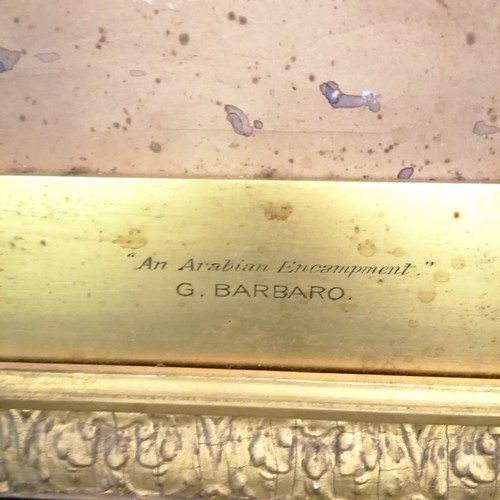 "An Arabian Encampment."
G. BARBARO.